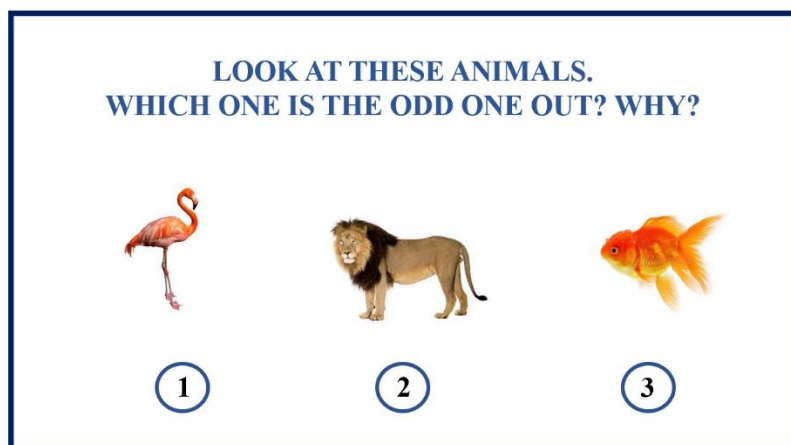 LOOK AT THESE ANIMALS.
WHICH ONE IS THE ODD ONE OUT? WHY?
1 2 3